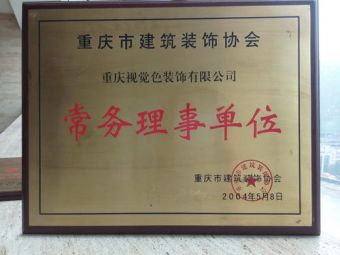 重庆市建筑装饰协会
重庆视觉色装饰有限公司
常务理事单位
重庆市建筑装饰协会
2004年5月8日